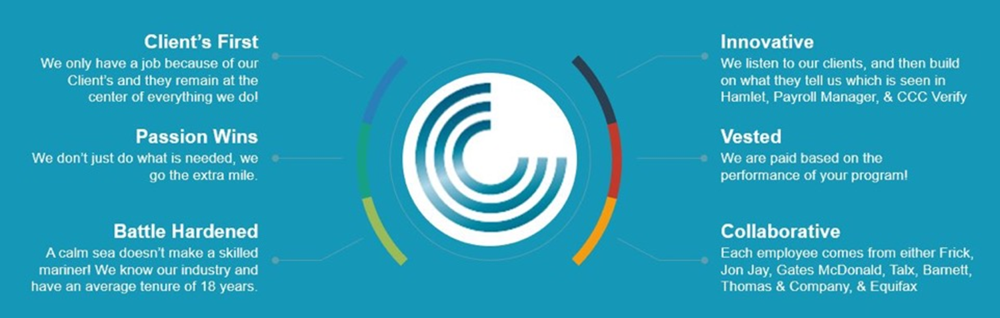 Client's First
We only have a job because of our
Client's and they remain at the
center of everything we do!
Passion Wins
We don't just do what is needed, we
go the extra mile.
Battle Hardened
A calm sea doesn't make a skilled
mariner! We know our industry and
have an average tenure of 18 years.
Innovative
We listen to our clients, and then build
on what they tell us which is seen in
Hamlet, Payroll Manager, & CCC Verify
Vested
We are paid based on the
performance of your program!
Collaborative
Each employee comes from either Frick,
Jon Jay, Gates McDonald, Talx, Barnett,
Thomas & Company, & Equifax